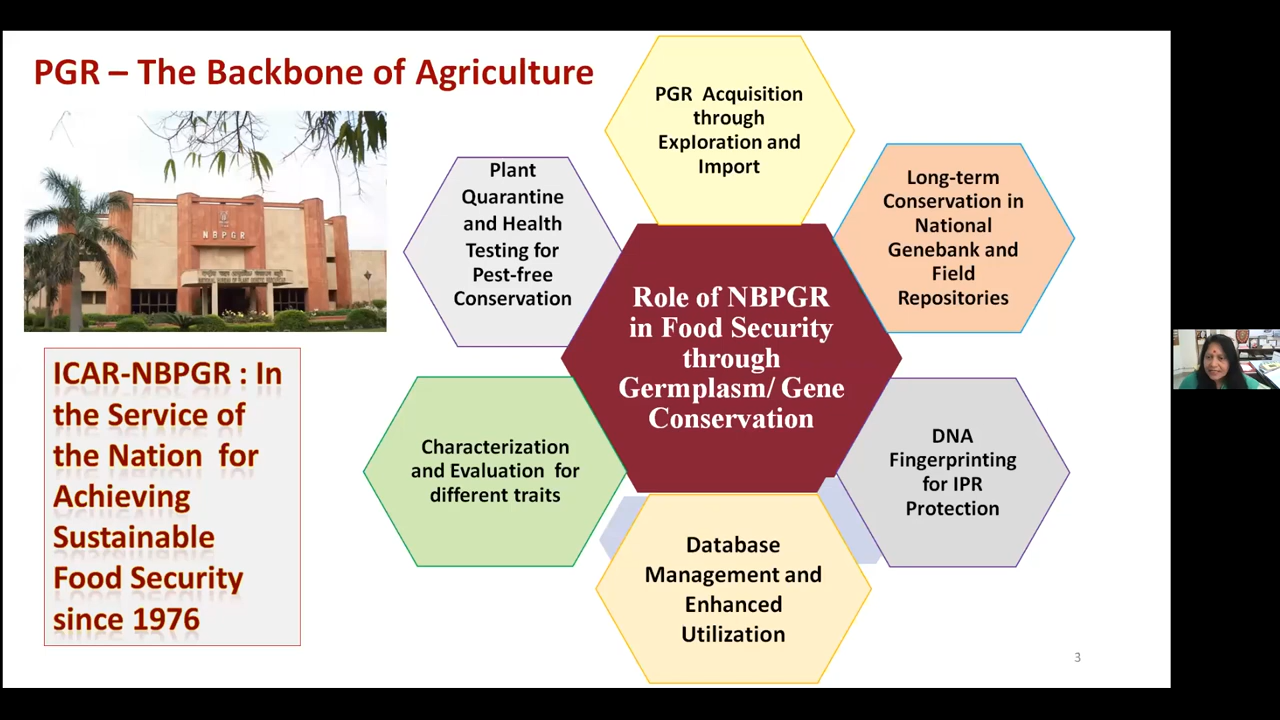 PGR – The Backbone of Agriculture
NBPGR
ICAR-NBPGR : In
the Service of
the Nation for
Achieving
Sustainable
Food Security
since 1976
PGR Acquisition
through
Exploration and
Import
Plant
Quarantine
and Health
Testing for
Pest-free
Conservation
Long-term
Conservation in
National
Genebank and
Field
Repositories
Role of NBPGR
in Food Security
through
Germplasm/ Gene
Conservation
Characterization
and Evaluation for
different traits
DNA
Fingerprinting
for IPR
Protection
Database
Management and
Enhanced
Utilization
3